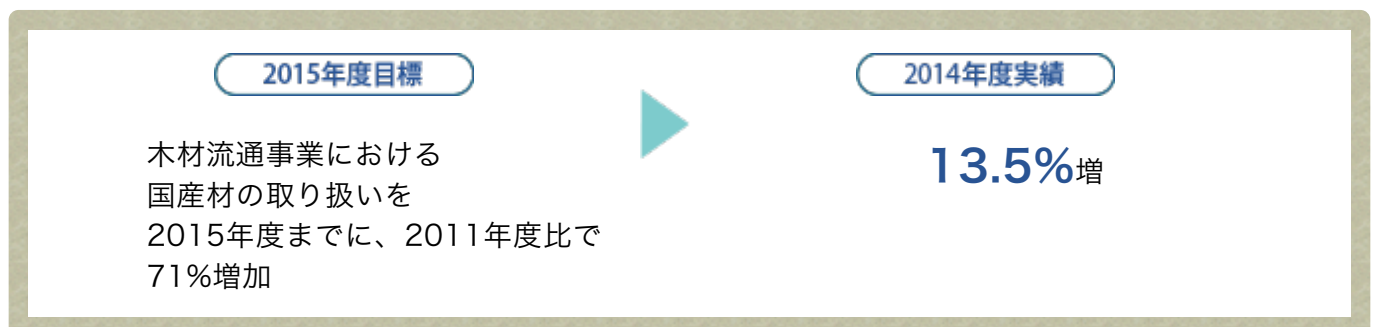 2015年度目標
木材流通事業における
国産材の取り扱いを
2015年度までに、2011年度比で
71%増加
2014年度実績
13.5%増